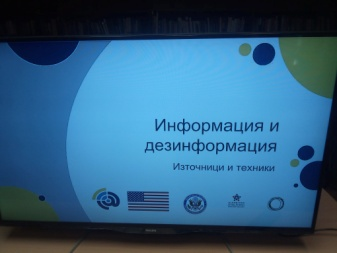 Информация и
дезинформация
Източници и техники